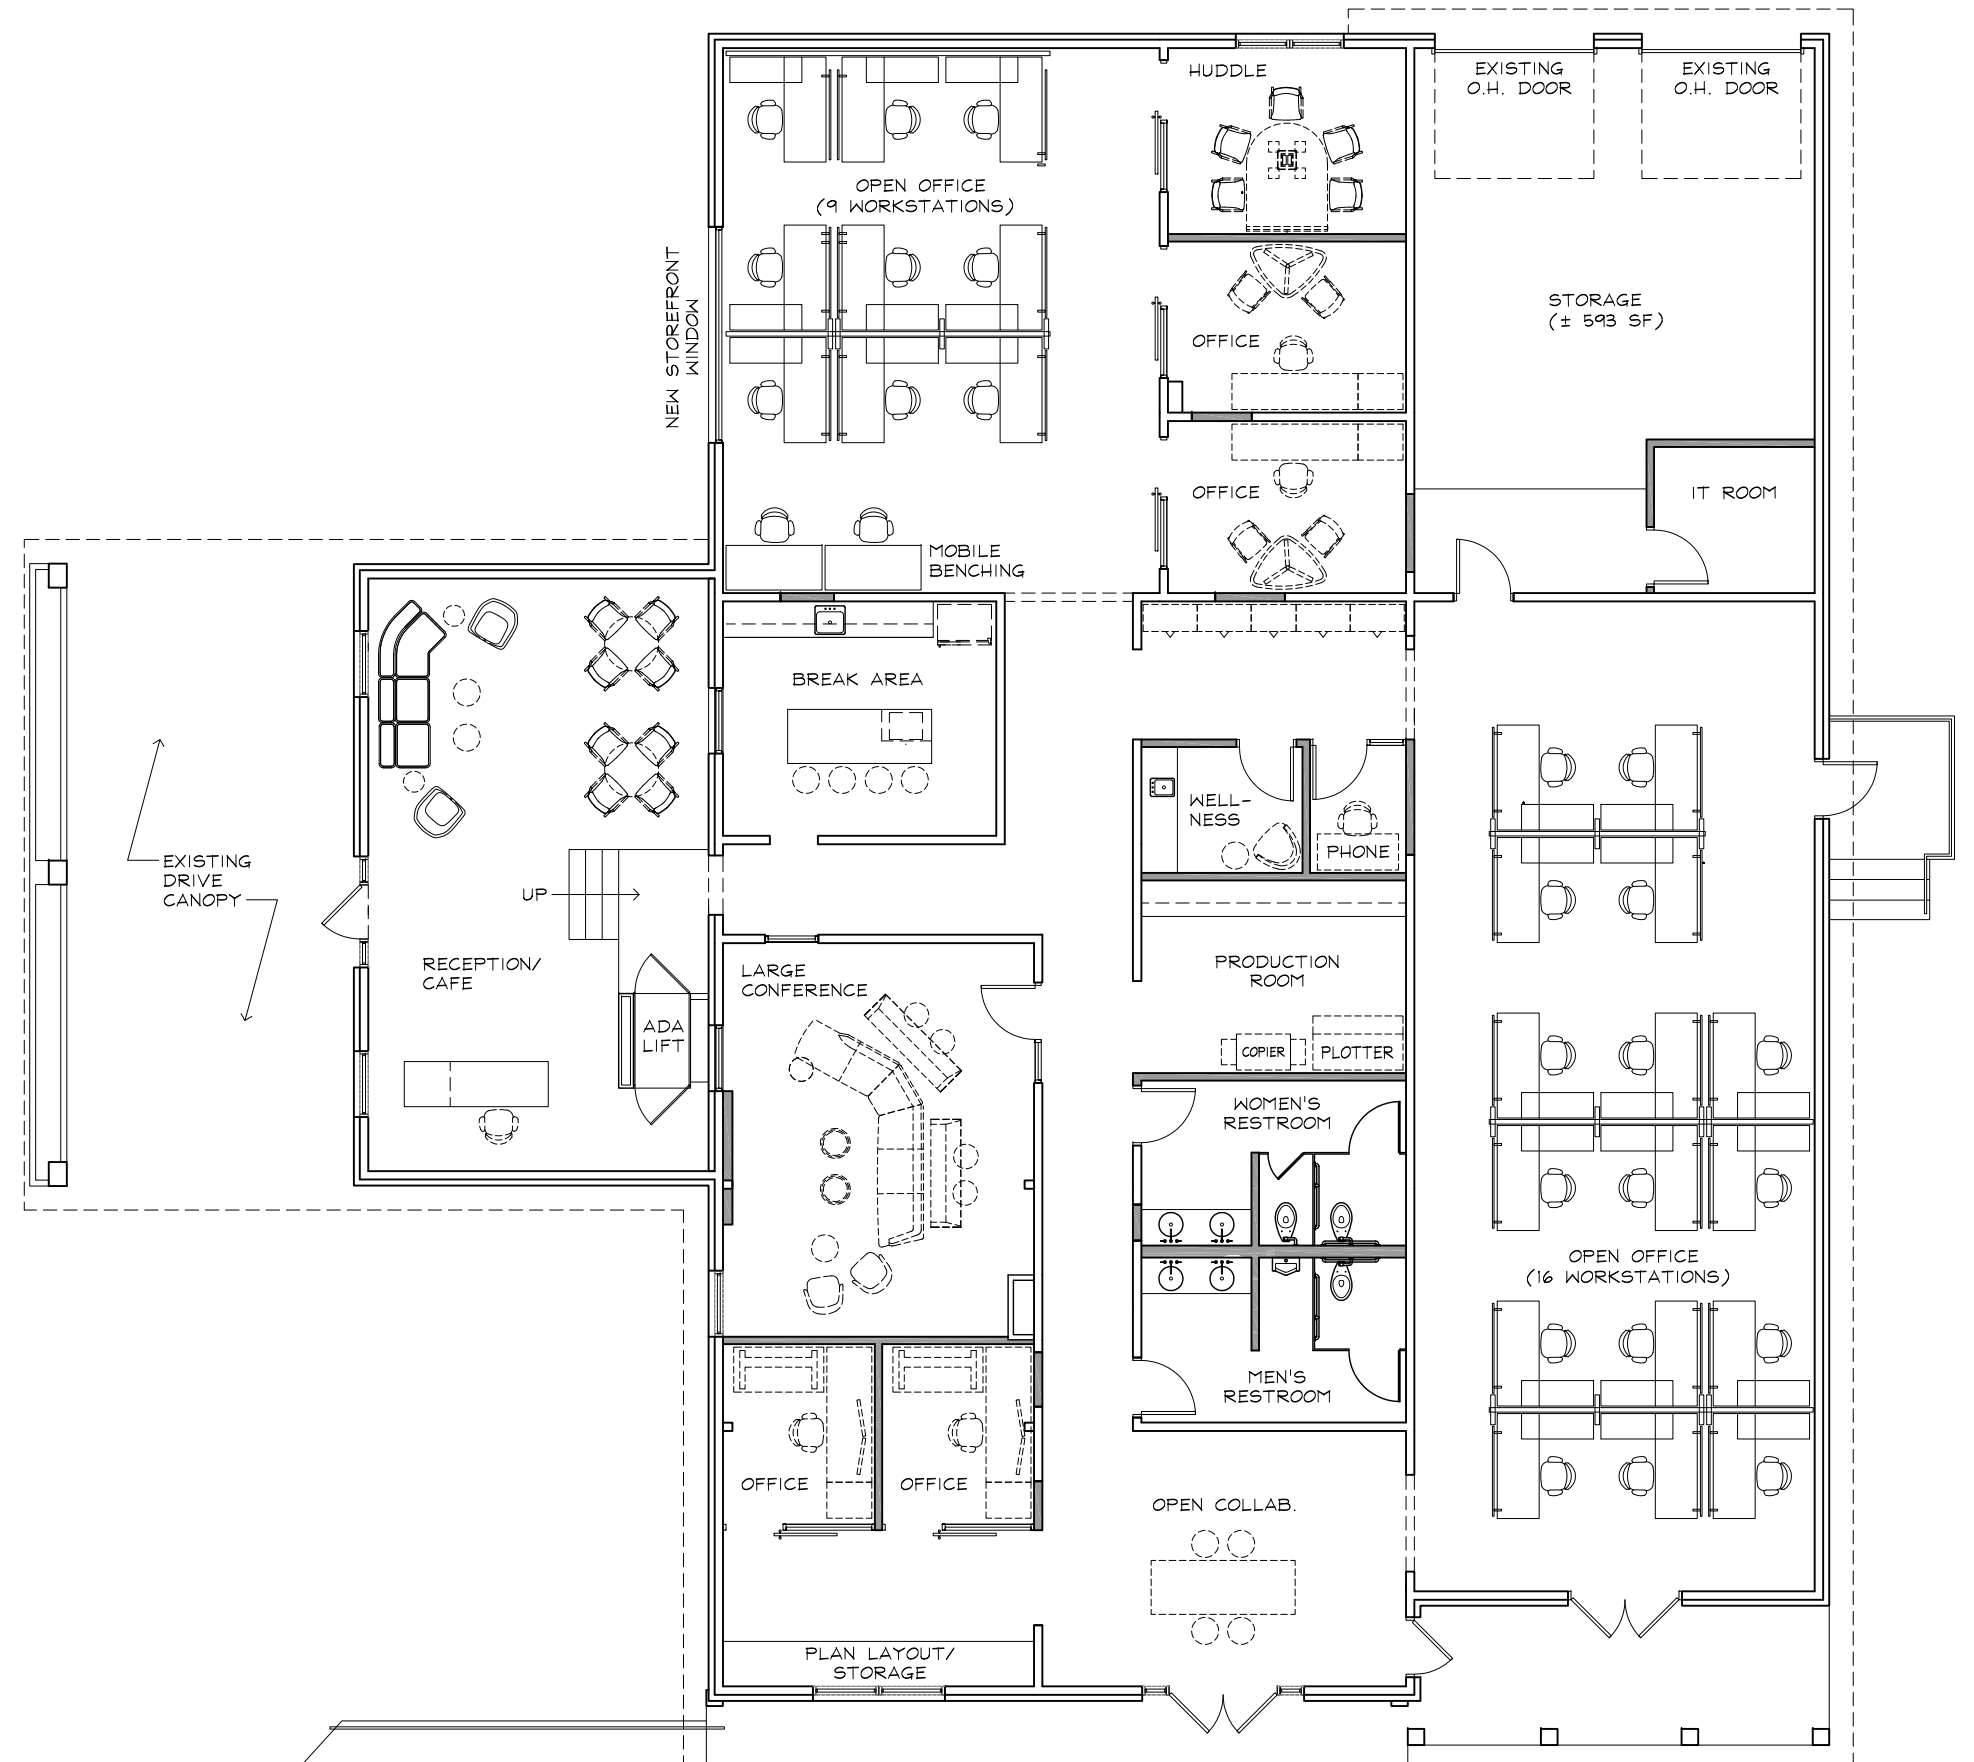 HUDDLE
EXISTING
O.H. DOOR
EXISTING
O.H. DOOR
OPEN OFFICE
(9 WORKSTATIONS)
NEW STOREFRONT
WINDOW
STORAGE
(± 593 SF)
OFFICE
OFFICE
IT ROOM
MOBILE
BENCHING
BREAK AREA
WELL-
NESS
PHONE
EXISTING
DRIVE
CANOPY
UP
RECEPTION/
CAFE
LARGE
CONFERENCE
PRODUCTION
ROOM
ADA
LIFT
COPIER
PLOTTER
WOMEN'S
RESTROOM
OPEN OFFICE
(16 WORKSTATIONS)
MEN'S
RESTROOM
OFFICE
OFFICE
OPEN COLLAB.
PLAN LAYOUT/
STORAGE